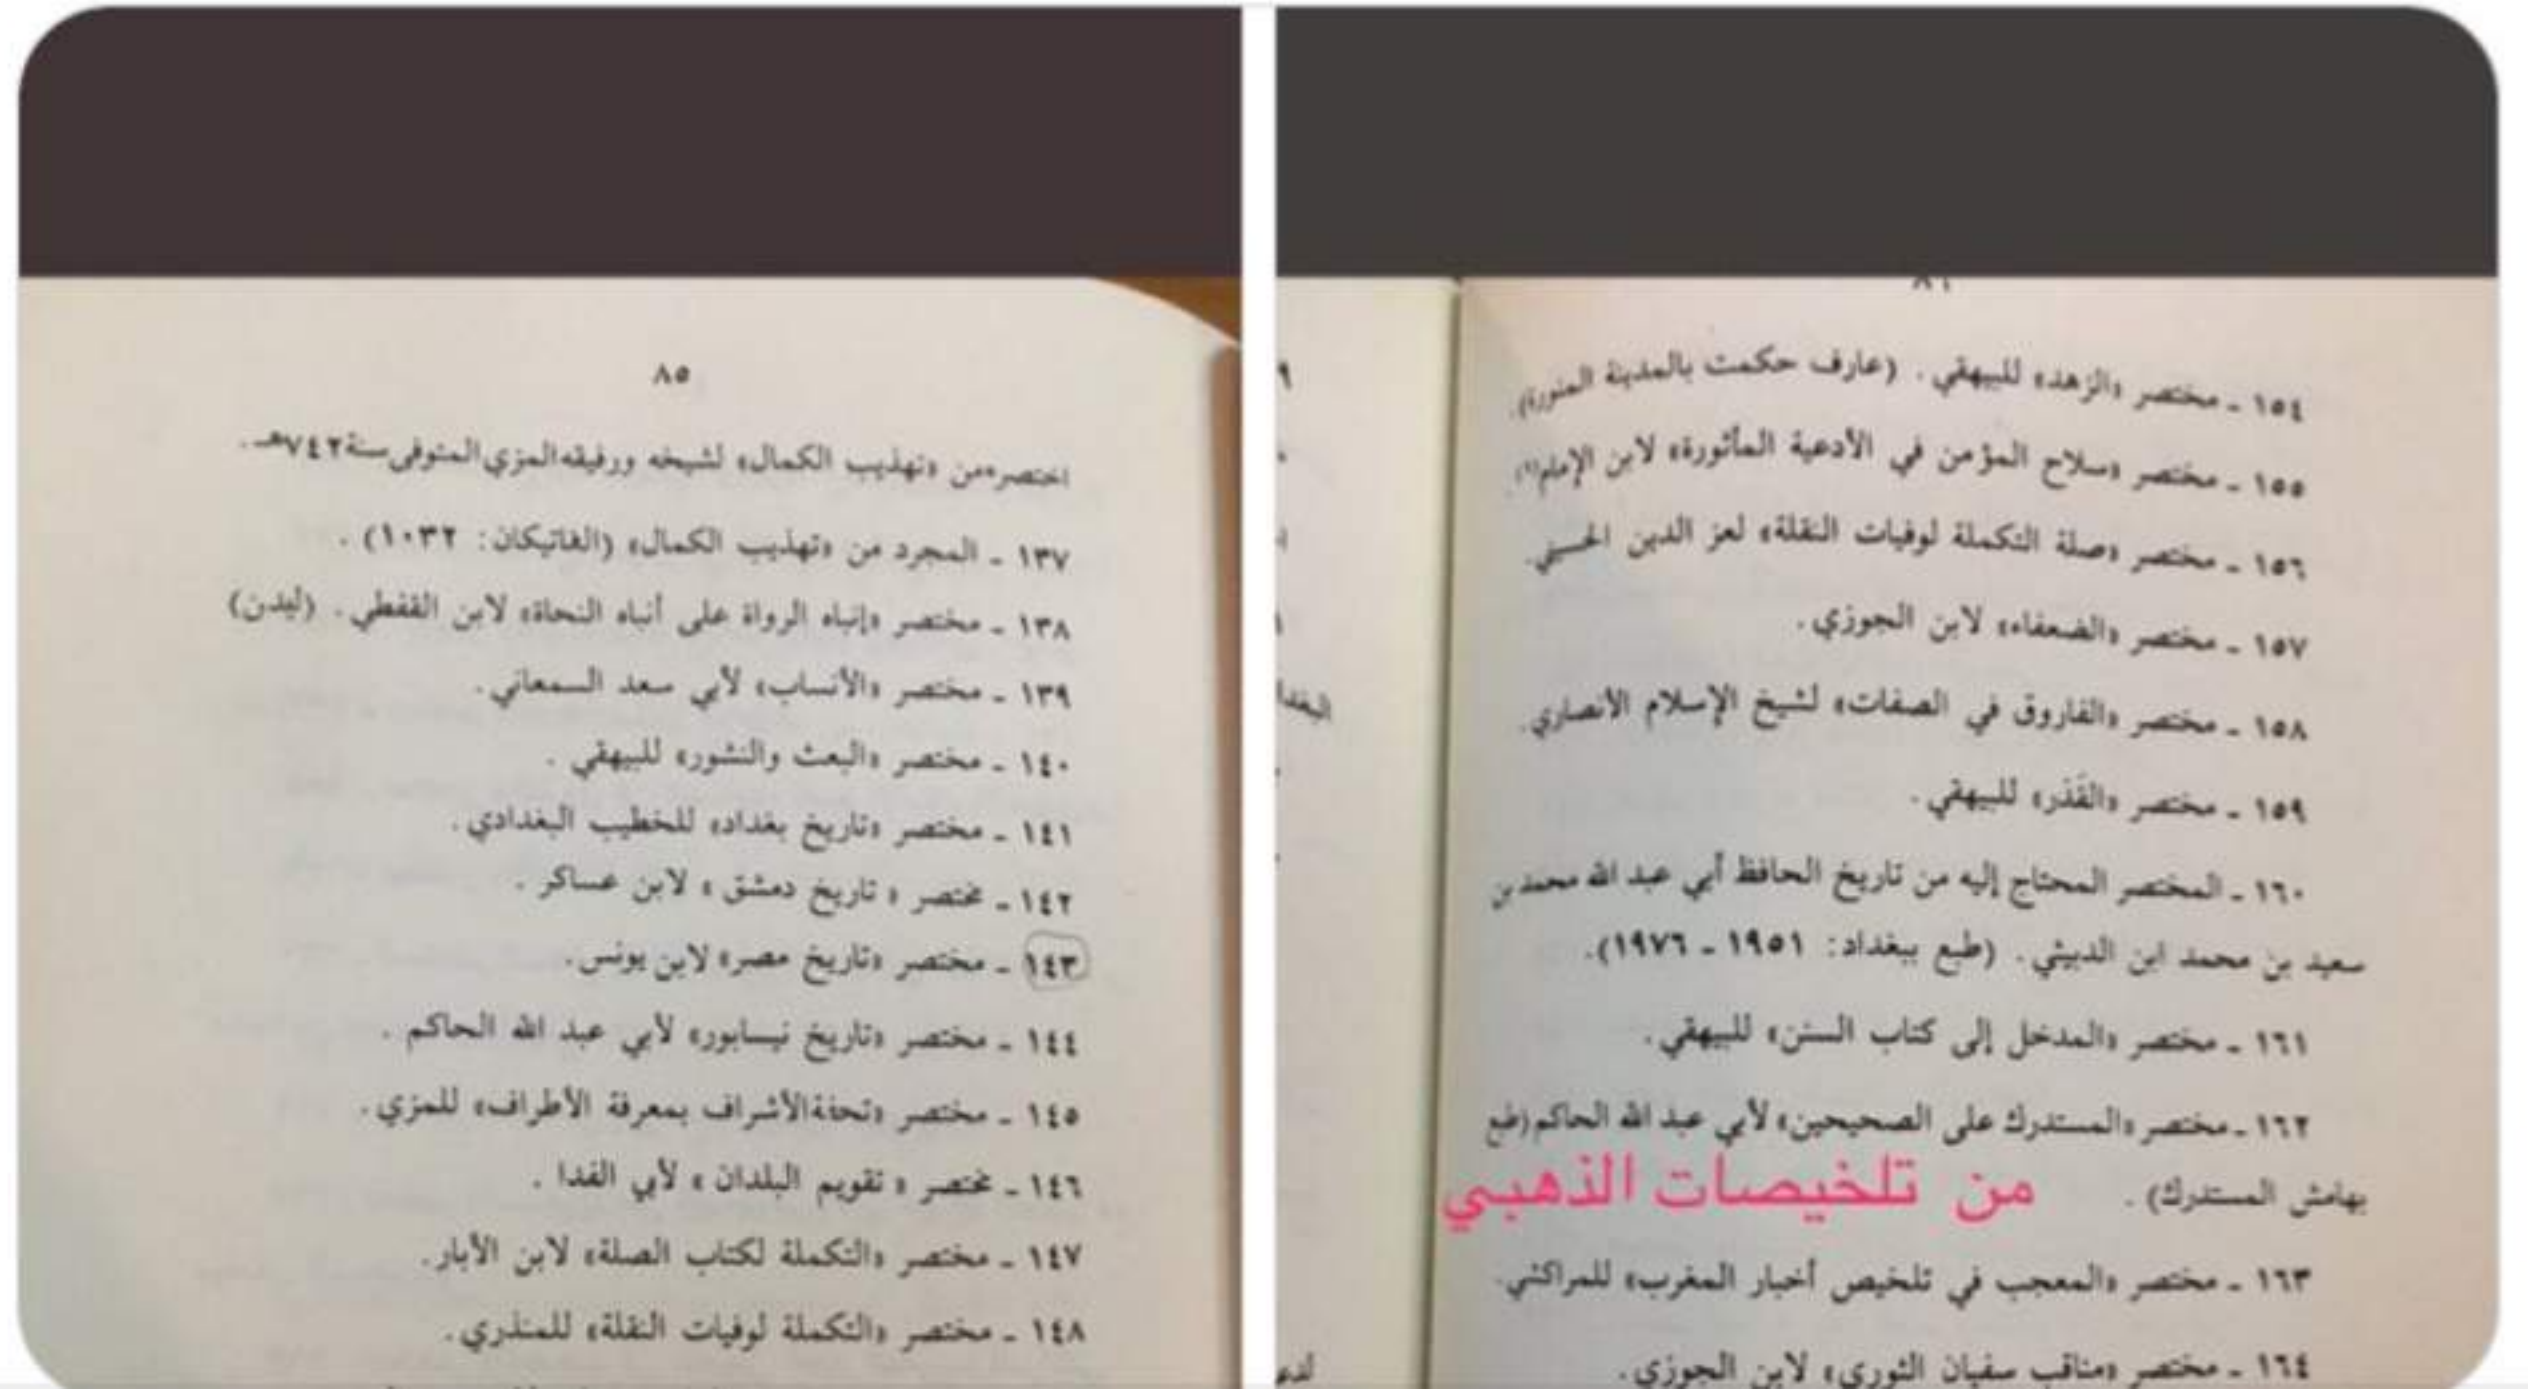 ٨٥
اختصره من «تهذيب الكمال» لشيخه ورفيقه المزي المتوفى سنة ٧٤٢هـ .
١٣٧ ـ المجرد من «تهذيب الكمال» (الفاتيكان: ١٠٣٢) .
١٣٨ ـ مختصر «إنباه الرواة على أنباه النحاة» لابن القفطي . (ليدن)
١٣٩ ـ مختصر «الأنساب» لأبي سعد السمعاني .
١٤٠ ـ مختصر «البعث والنشور» للبيهقي .
١٤١ ـ مختصر «تاريخ بغداد» للخطيب البغدادي .
١٤٢ ـ مختصر « تاريخ دمشق » لابن عساكر .
١٤٣ ـ مختصر «تاريخ مصر» لابن يونس .
١٤٤ ـ مختصر «تاريخ نيسابور» لأبي عبد الله الحاكم .
١٤٥ ـ مختصر «تحفة الأشراف بمعرفة الأطراف» للمزي .
١٤٦ ـ مختصر « تقويم البلدان » لأبي الفدا .
١٤٧ ـ مختصر «التكملة لكتاب الصلة» لابن الأبار .
١٤٨ ـ مختصر «التكملة لوفيات النقلة» للمنذري .
١٥٤ ـ مختصر «الزهد» للبيهقي . (عارف حكمت بالمدينة المنورة).
١٥٥ ـ مختصر «سلاح المؤمن في الأدعية المأثورة» لابن الإمام(١)
١٥٦ ـ مختصر «صلة التكملة لوفيات النقلة» لعز الدين الحسيني .
١٥٧ ـ مختصر «الضعفاء» لابن الجوزي .
١٥٨ ـ مختصر «الفاروق في الصفات» لشيخ الإسلام الأنصاري .
١٥٩ ـ مختصر «القَدَر» للبيهقي .
١٦٠ ـ المختصر المحتاج إليه من تاريخ الحافظ أبي عبد الله محمد بن
سعيد بن محمد ابن الدبيثي . (طبع ببغداد: ١٩٥١ ـ ١٩٧٦).
١٦١ ـ مختصر «المدخل إلى كتاب السنن» للبيهقي .
١٦٢ ـ مختصر «المستدرك على الصحيحين» لأبي عبد الله الحاكم (طبع
بهامش المستدرك) .
من تلخيصات الذهبي
١٦٣ ـ مختصر «المعجب في تلخيص أخبار المغرب» للمراكشي .
١٦٤ ـ مختصر «مناقب سفيان الثوري» لابن الجوزي .